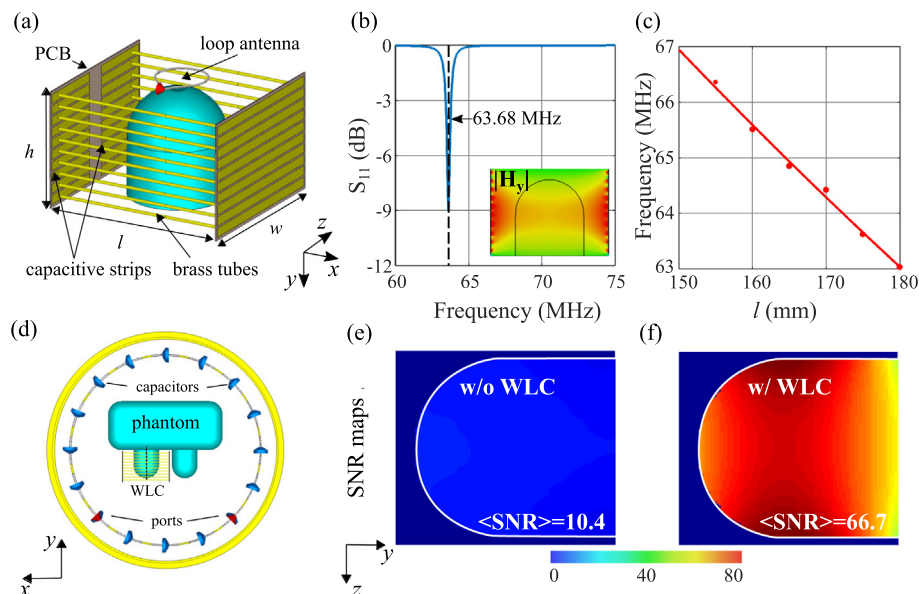 (a)
PCB
loop antenna
h
l
w
capacitive strips
brass tubes
z
x
y
(b)
0
-3
-6
-9
-12
S11 (dB)
63.68 MHz
|Hy|
60
65
70
75
Frequency (MHz)
(c)
67
66
65
64
63
Frequency (MHz)
150
160
170
180
l (mm)
(d)
capacitors
phantom
WLC
ports
y
x
(e)
SNR maps
w/o WLC
<SNR>=10.4
y
z
(f)
w/ WLC
<SNR>=66.7
0
40
80